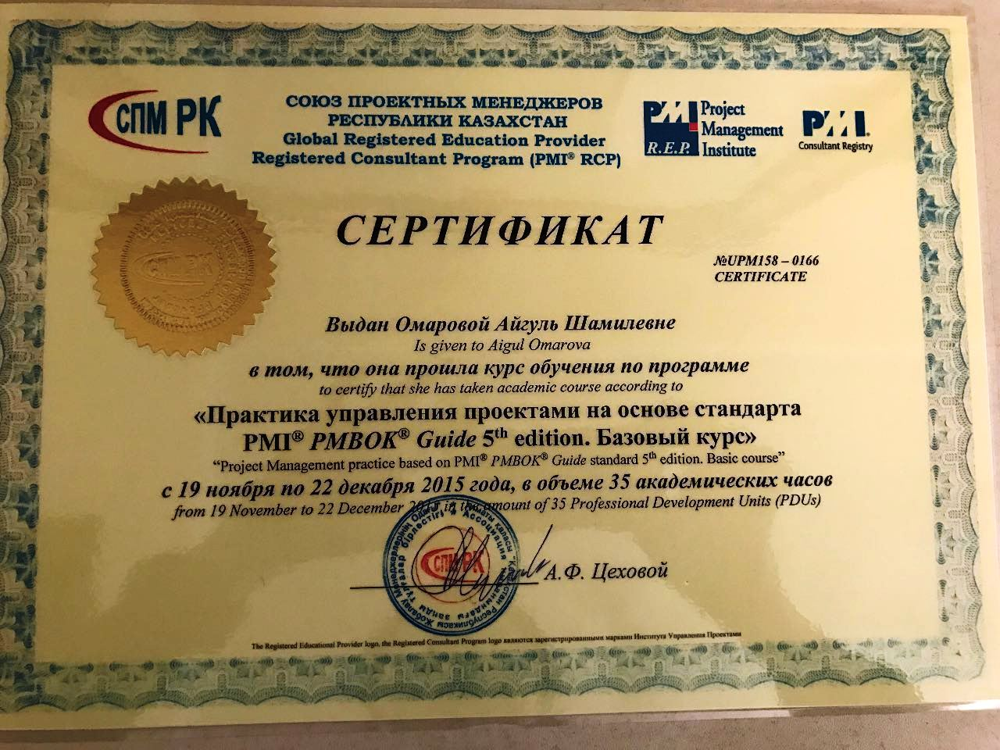 СПМ РК
СОЮЗ ПРОЕКТНЫХ МЕНЕДЖЕРОВ
РЕСПУБЛИКИ КАЗАХСТАН
Global Registered Education Provider
Registered Consultant Program (PMI® RCP)
PMI
R.E.P.
Project
Management
Institute
PMI®
Consultant Registry
СПМ РК
СЕРТИФИКАТ
№UPM158 – 0166
CERTIFICATE
Выдан Омаровой Айгуль Шамилевне
Is given to Aigul Omarova
в том, что она прошла курс обучения по программе
to certify that she has taken academic course according to
«Практика управления проектами на основе стандарта
PMI® PMBOK® Guide 5th edition. Базовый курс»
“Project Management practice based on PMI® PMBOK® Guide standard 5th edition. Basic course”
с 19 ноября по 22 декабря 2015 года, в объеме 35 академических часов
from 19 November to 22 December 2015 in the amount of 35 Professional Development Units (PDUs)
СПМ РК
А.Ф. Цеховой
The Registered Educational Provider logo, the Registered Consultant Program logo являются зарегистрированными марками Института Управления Проектами